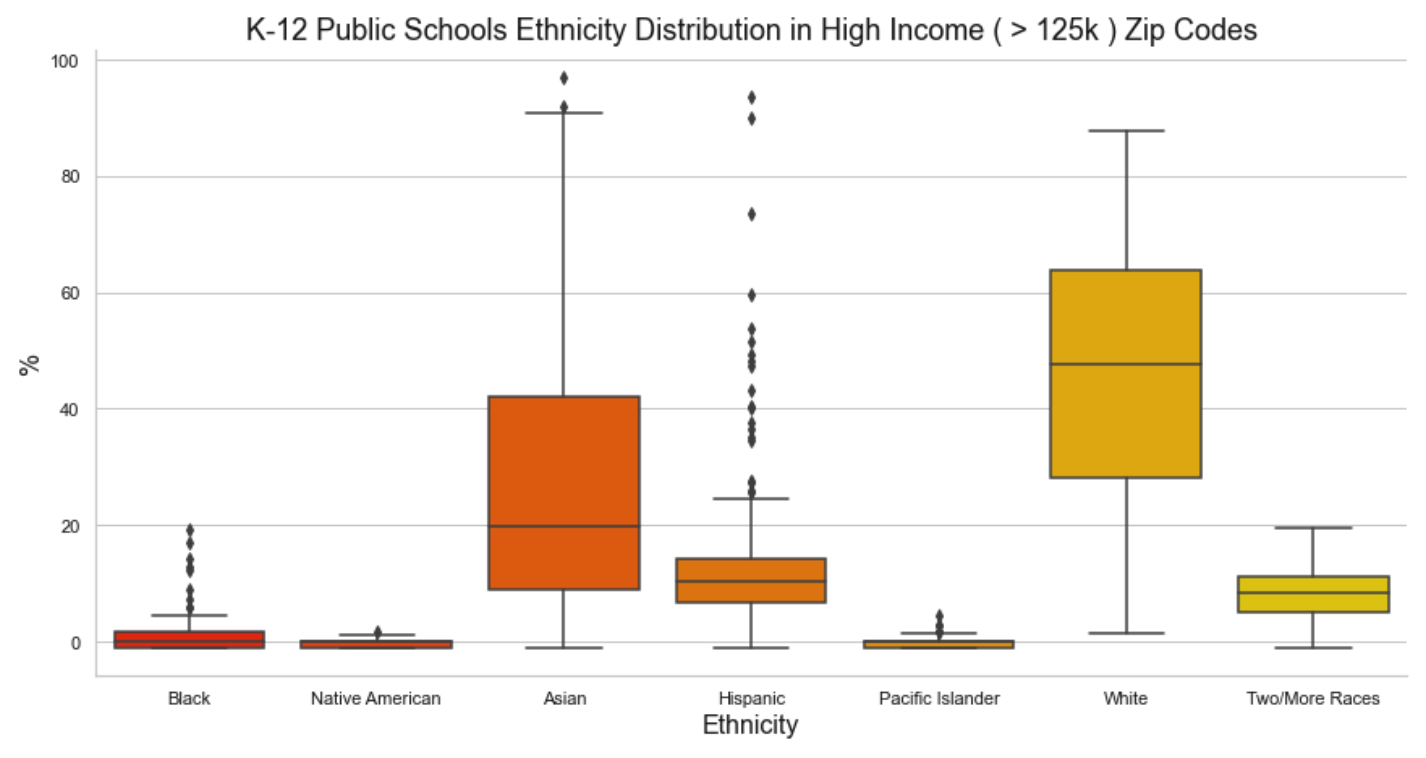 K-12 Public Schools Ethnicity Distribution in High Income ( > 125k ) Zip Codes
100
80
60
40
20
0
%
Black Native American Asian Hispanic Pacific Islander White Two/More Races
Ethnicity